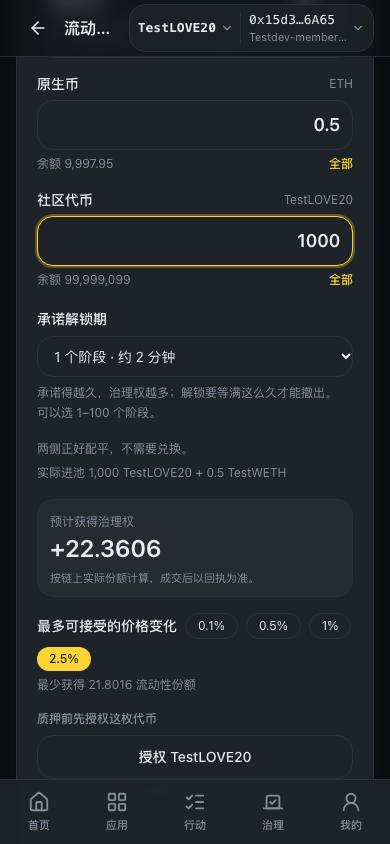 流动...
TestLOVE20
0x15d3…6A65
Testdev-member...
原生币
ETH
0.5
余额 9,997.95
全部
社区代币
TestLOVE20
1000
余额 99,999,099
全部
承诺解锁期
1 个阶段 · 约 2 分钟
承诺得越久，治理权越多；解锁要等满这么久才能撤出。
可以选 1–100 个阶段。
两侧正好配平，不需要兑换。
实际进池 1,000 TestLOVE20 + 0.5 TestWETH
预计获得治理权
+22.3606
按链上实际份额计算，成交后以回执为准。
最多可接受的价格变化
0.1%
0.5%
1%
2.5%
最少获得 21.8016 流动性份额
质押前先授权这枚代币
授权 TestLOVE20
首页
应用
行动
治理
我的